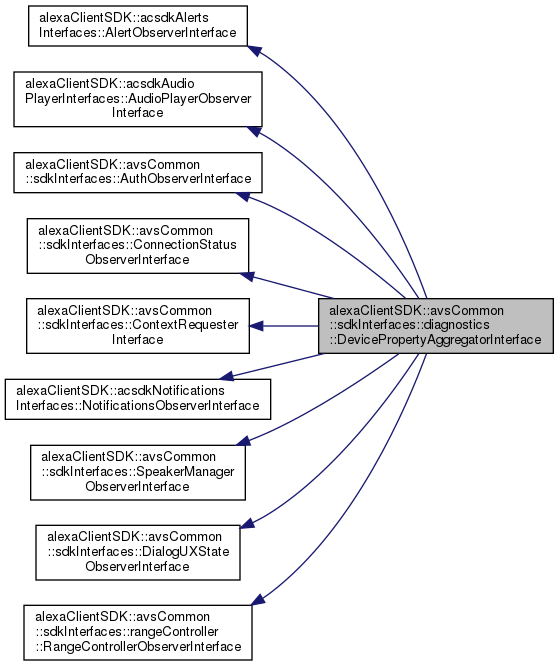 alexaClientSDK::acsdkAlerts
Interfaces::AlertObserverInterface
alexaClientSDK::acsdkAudio
PlayerInterfaces::AudioPlayerObserver
Interface
alexaClientSDK::avsCommon
::sdkInterfaces::AuthObserverInterface
alexaClientSDK::avsCommon
::sdkInterfaces::ConnectionStatus
ObserverInterface
alexaClientSDK::avsCommon
::sdkInterfaces::ContextRequester
Interface
alexaClientSDK::avsCommon
::sdkInterfaces::diagnostics
::DevicePropertyAggregatorInterface
alexaClientSDK::acsdkNotifications
Interfaces::NotificationsObserverInterface
alexaClientSDK::avsCommon
::sdkInterfaces::SpeakerManager
ObserverInterface
alexaClientSDK::avsCommon
::sdkInterfaces::DialogUXState
ObserverInterface
alexaClientSDK::avsCommon
::sdkInterfaces::rangeController
::RangeControllerObserverInterface